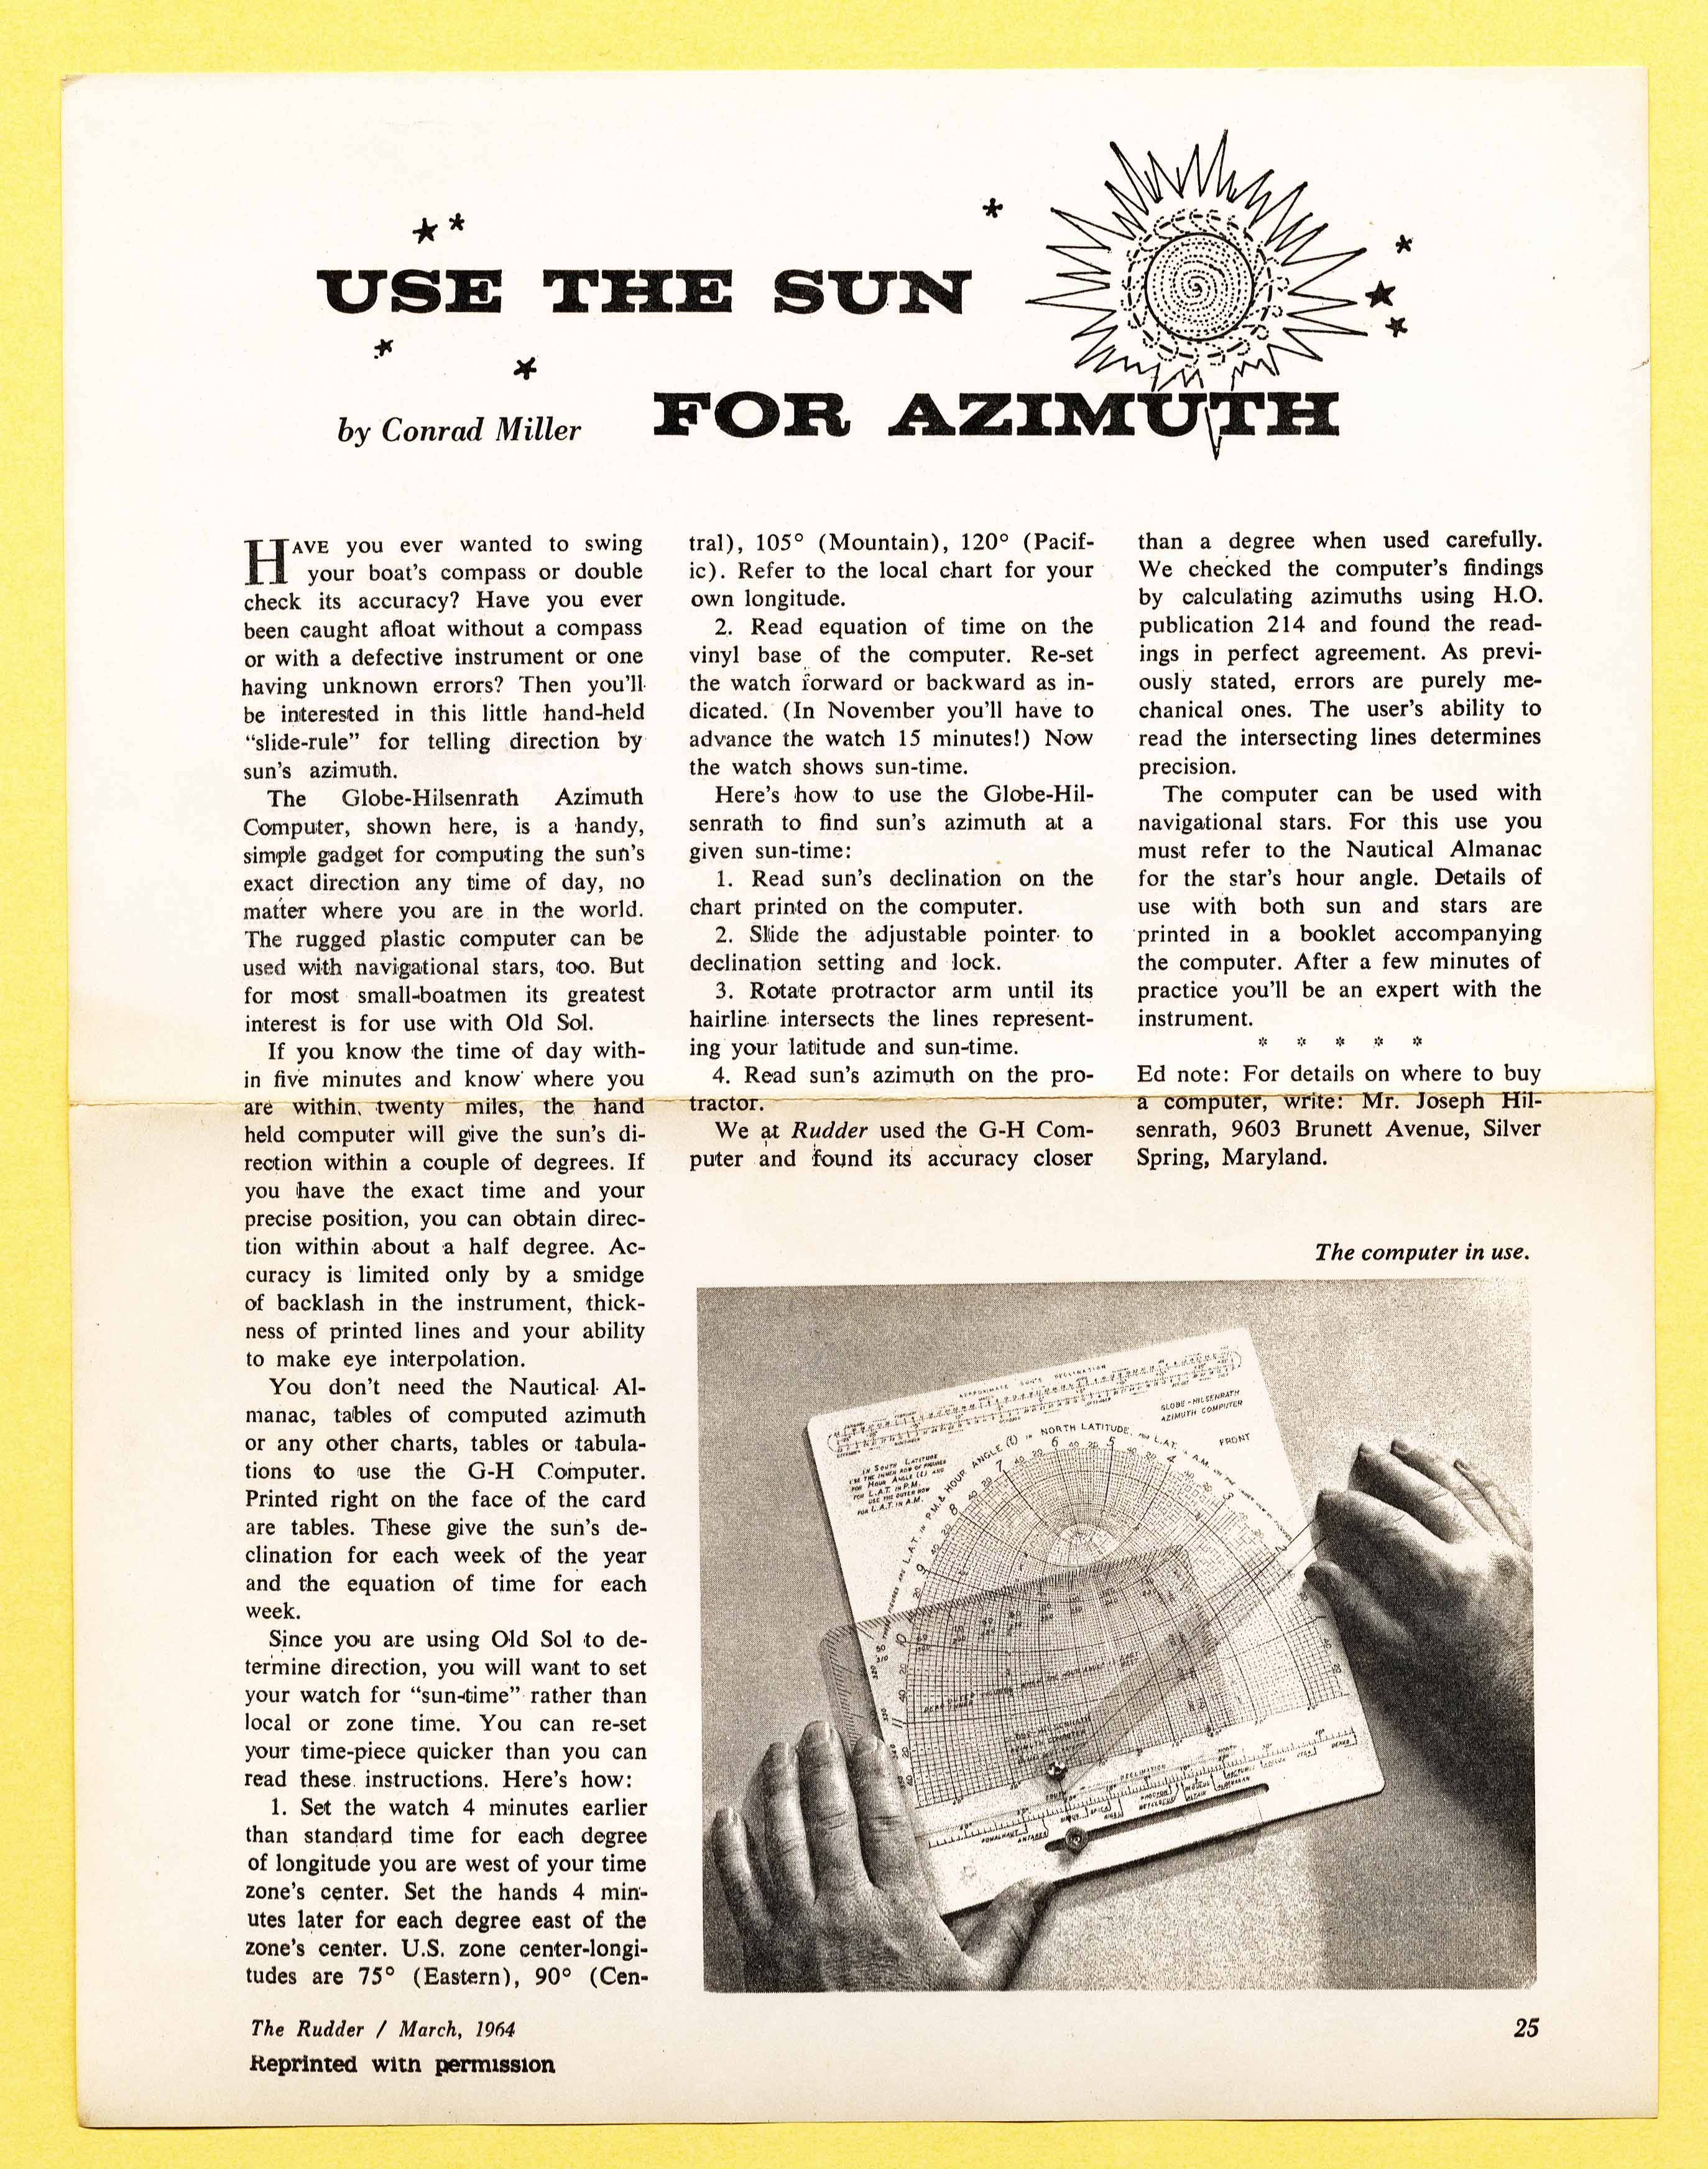 USE THE SUN
FOR AZIMUTH
by Conrad Miller
HAVE you ever wanted to swing
your boat's compass or double
check its accuracy? Have you ever
been caught afloat without a compass
or with a defective instrument or one
having unknown errors? Then you'll
be interested in this little hand-held
“slide-rule” for telling direction by
sun's azimuth.
The Globe-Hilsenrath Azimuth
Computer, shown here, is a handy,
simple gadget for computing the sun's
exact direction any time of day, no
matter where you are in the world.
The rugged plastic computer can be
used with navigational stars, too. But
for most small-boatmen its greatest
interest is for use with Old Sol.
If you know the time of day with-
in five minutes and know where you
are within twenty miles, the hand
held computer will give the sun's di-
rection within a couple of degrees. If
you have the exact time and your
precise position, you can obtain direc-
tion within about a half degree. Ac-
curacy is limited only by a smidge
of backlash in the instrument, thick-
ness of printed lines and your ability
to make eye interpolation.
You don't need the Nautical Al-
manac, tables of computed azimuth
or any other charts, tables or tabula-
tions to use the G-H Computer.
Printed right on the face of the card
are tables. These give the sun's de-
clination for each week of the year
and the equation of time for each
week.
Since you are using Old Sol to de-
termine direction, you will want to set
your watch for “sun-time” rather than
local or zone time. You can re-set
your time-piece quicker than you can
read these instructions. Here's how:
1. Set the watch 4 minutes earlier
than standard time for each degree
of longitude you are west of your time
zone's center. Set the hands 4 min-
utes later for each degree east of the
zone's center. U.S. zone center-longi-
tudes are 75° (Eastern), 90° (Cen-
tral), 105° (Mountain), 120° (Pacif-
ic). Refer to the local chart for your
own longitude.
2. Read equation of time on the
vinyl base of the computer. Re-set
the watch forward or backward as in-
dicated. (In November you'll have to
advance the watch 15 minutes!) Now
the watch shows sun-time.
Here's how to use the Globe-Hil-
senrath to find sun's azimuth at a
given sun-time:
1. Read sun's declination on the
chart printed on the computer.
2. Slide the adjustable pointer to
declination setting and lock.
3. Rotate protractor arm until its
hairline intersects the lines represent-
ing your latitude and sun-time.
4. Read sun's azimuth on the pro-
tractor.
We at Rudder used the G-H Com-
puter and found its accuracy closer
than a degree when used carefully.
We checked the computer's findings
by calculating azimuths using H.O.
publication 214 and found the read-
ings in perfect agreement. As previ-
ously stated, errors are purely me-
chanical ones. The user's ability to
read the intersecting lines determines
precision.
The computer can be used with
navigational stars. For this use you
must refer to the Nautical Almanac
for the star's hour angle. Details of
use with both sun and stars are
printed in a booklet accompanying
the computer. After a few minutes of
practice you'll be an expert with the
instrument.
* * * * *
Ed note: For details on where to buy
a computer, write: Mr. Joseph Hil-
senrath, 9603 Brunett Avenue, Silver
Spring, Maryland.
The computer in use.
APPROXIMATE SUN'S DECLINATION
GLOBE-HILSENRATH
AZIMUTH COMPUTER
FRONT
IN SOUTH LATITUDE
USE THE OUTER ROW
FOR L.A.T. IN A.M.
DECLINATION
FOMALHAUT
ANTARES
The Rudder / March, 1964
25
Reprinted with permission